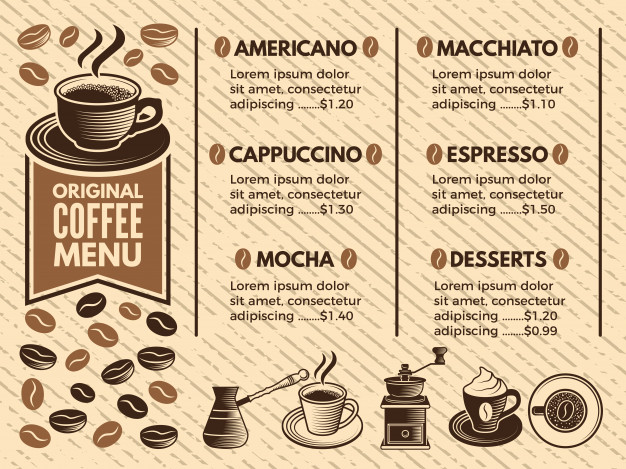 ORIGINAL
COFFEE
MENU
AMERICANO
Lorem ipsum dolor
sit amet, consectetur
adipiscing ........$1.20
CAPPUCCINO
Lorem ipsum dolor
sit amet, consectetur
adipiscing ........$1.30
MOCHA
Lorem ipsum dolor
sit amet, consectetur
adipiscing ........$1.40
MACCHIATO
Lorem ipsum dolor
sit amet, consectetur
adipiscing ........$1.10
ESPRESSO
Lorem ipsum dolor
sit amet, consectetur
adipiscing ........$1.50
DESSERTS
Lorem ipsum dolor
sit amet, consectetur
adipiscing ........$1.20
adipiscing ........$0.99